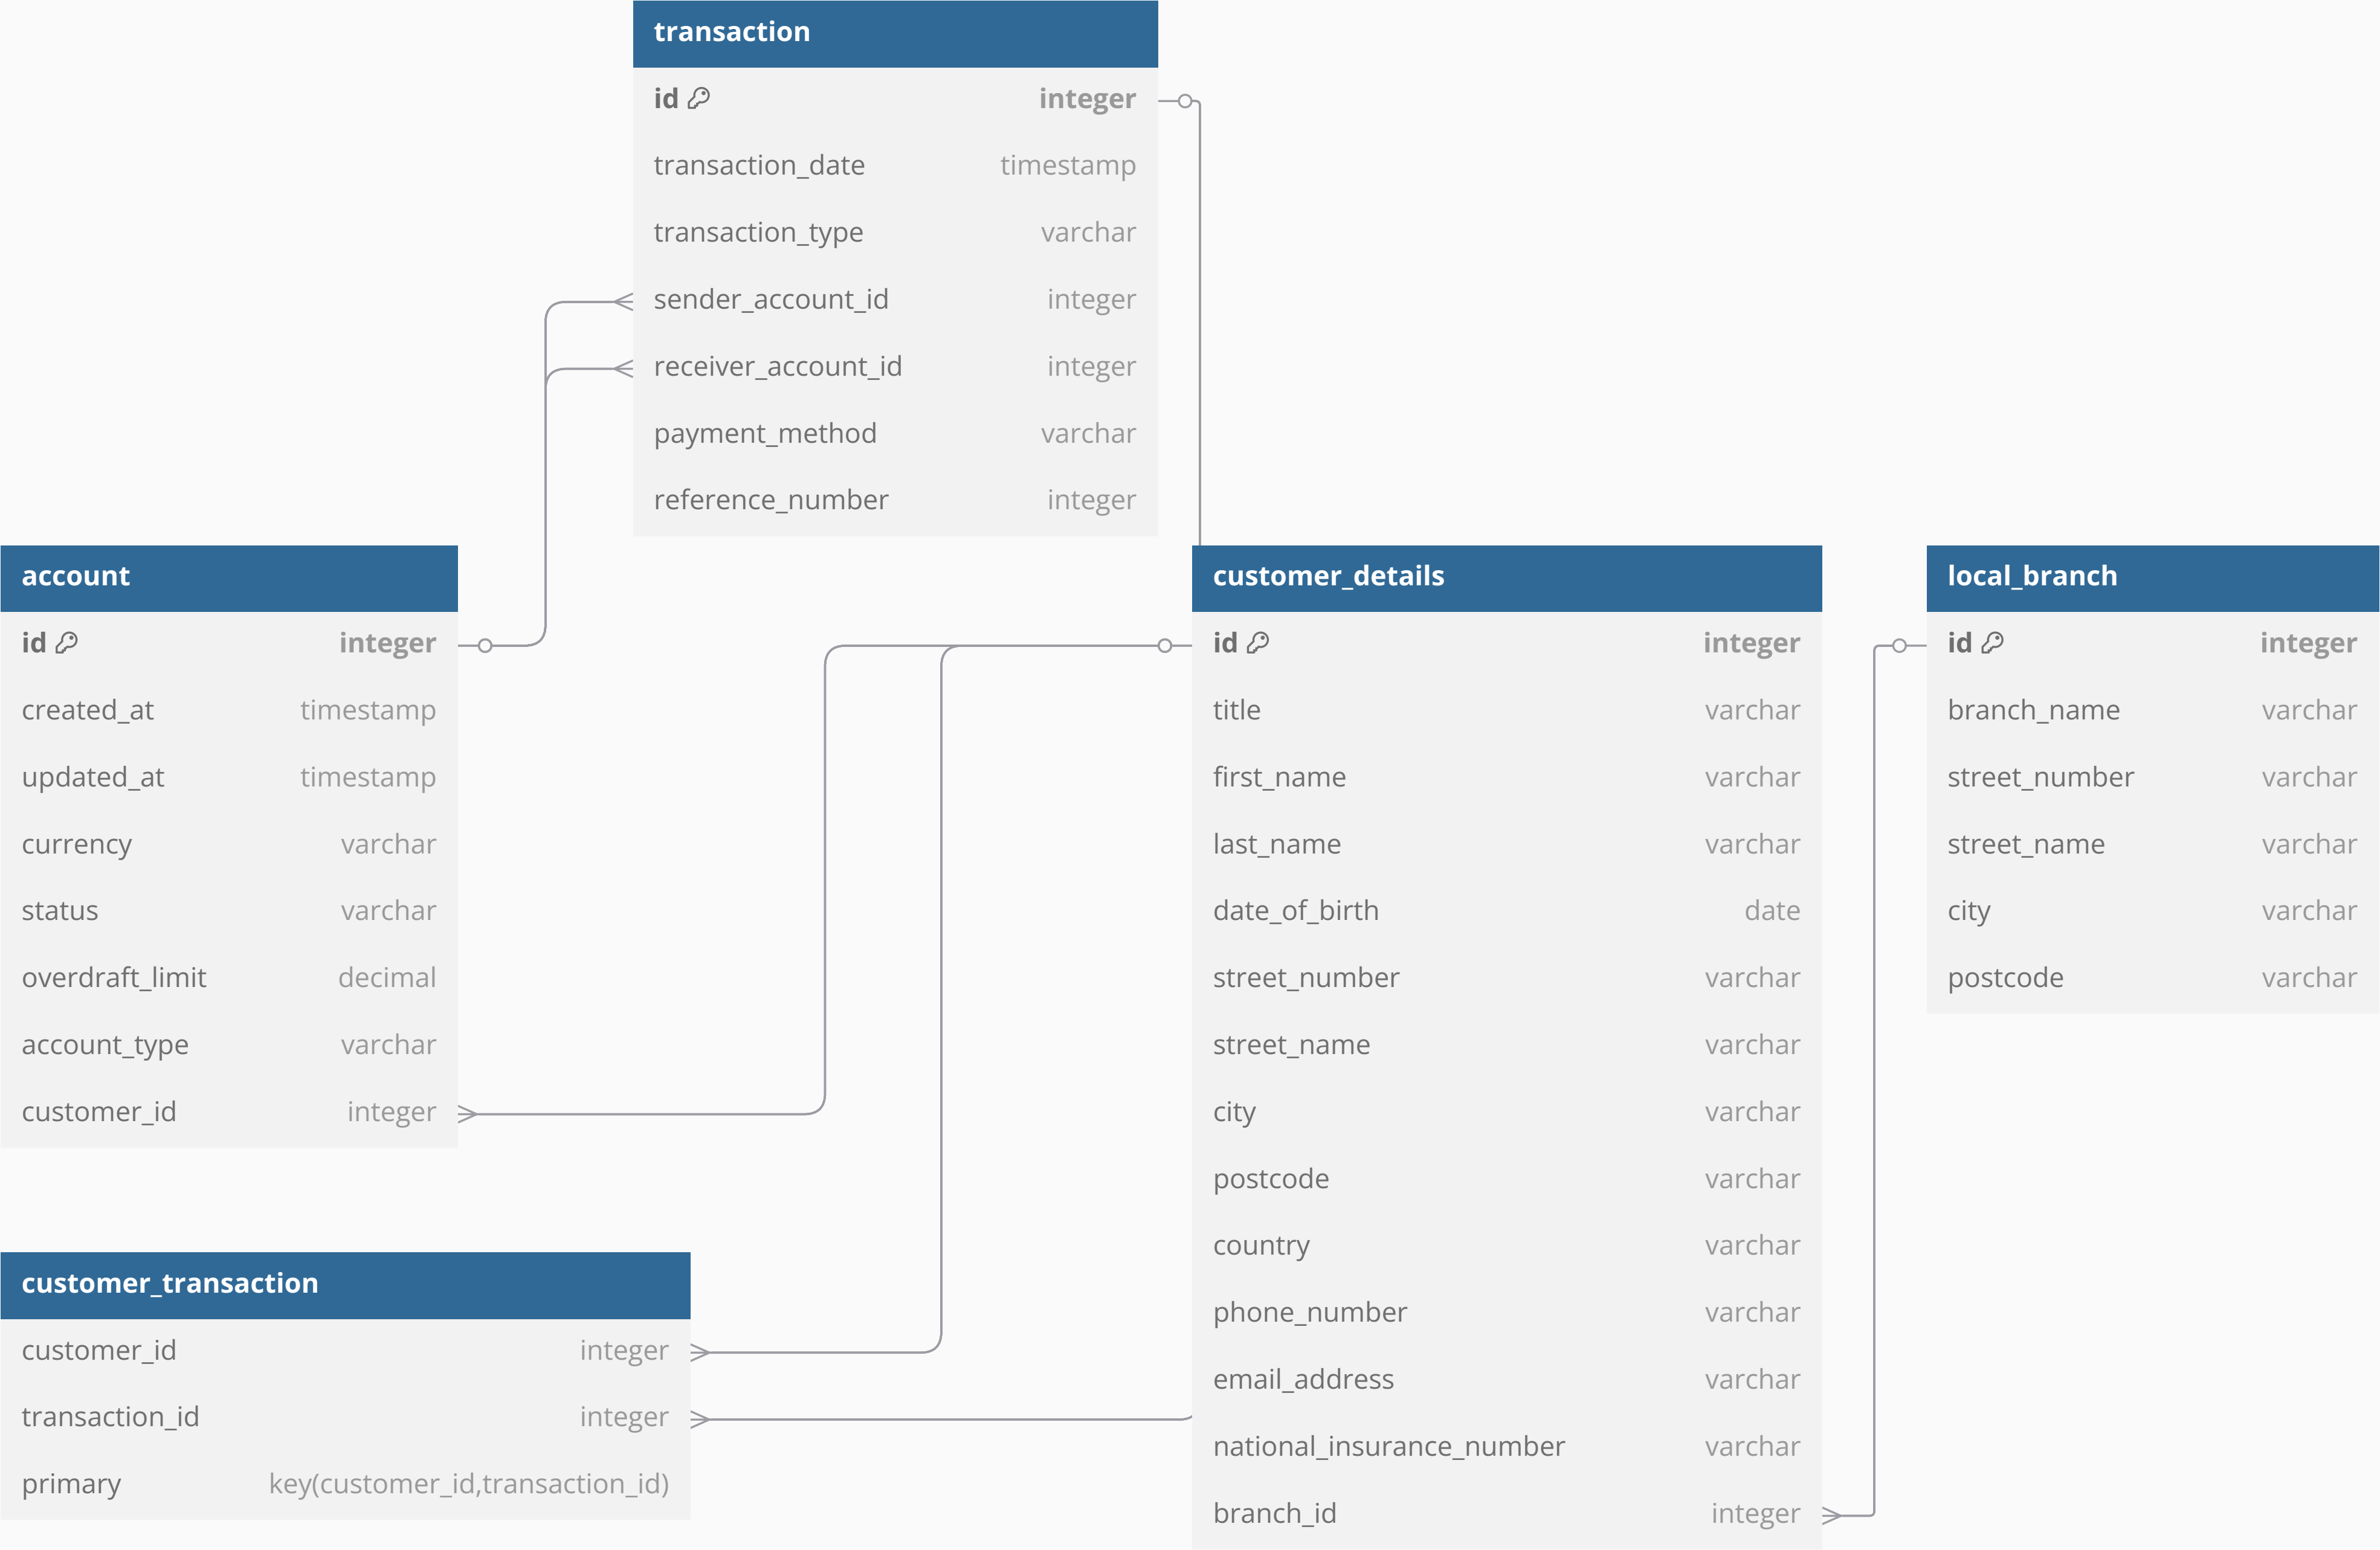 transaction
id integer
transaction_date timestamp
transaction_type varchar
sender_account_id integer
receiver_account_id integer
payment_method varchar
reference_number integer
account
id integer
created_at timestamp
updated_at timestamp
currency varchar
status varchar
overdraft_limit decimal
account_type varchar
customer_id integer
customer_details
id integer
title varchar
first_name varchar
last_name varchar
date_of_birth date
street_number varchar
street_name varchar
city varchar
postcode varchar
country varchar
phone_number varchar
email_address varchar
national_insurance_number varchar
branch_id integer
local_branch
id integer
branch_name varchar
street_number varchar
street_name varchar
city varchar
postcode varchar
customer_transaction
customer_id integer
transaction_id integer
primary key(customer_id,transaction_id)